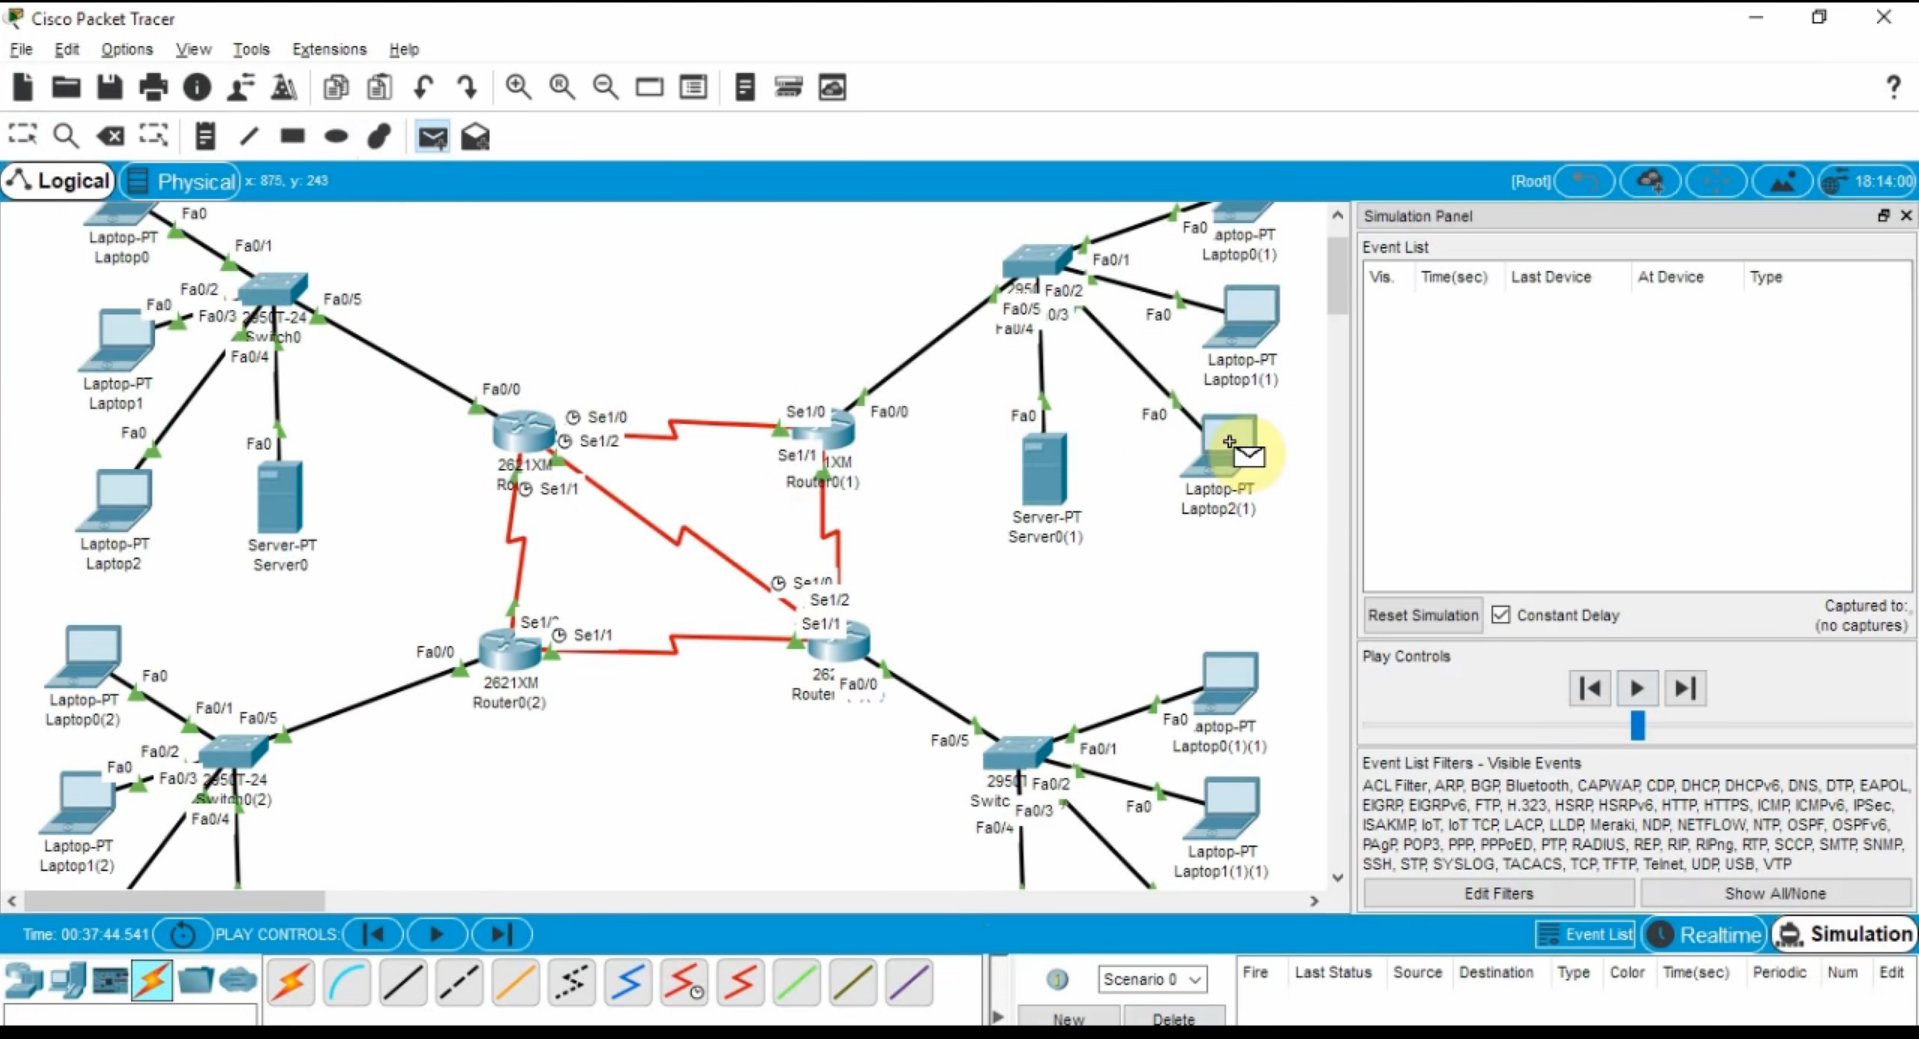 Cisco Packet Tracer
File Edit Options View Tools Extensions Help
Logical Physical x: 875, y: 243 [Root] 18:14:00
Fa0
Laptop-PT
Laptop0
Fa0/1
Fa0/2
Fa0/5
Fa0
Fa0/3
2950T-24
Switch0
Fa0/4
Laptop-PT
Laptop1
Fa0
Fa0
Laptop-PT
Laptop2
Server-PT
Server0
Fa0/0
Se1/0
Se1/2
2621XM
Se1/1
Se1/0
Fa0/0
Se1/1
1XM
Router0(1)
Fa0
aptop-PT
Laptop0(1)
Fa0/1
Fa0/2
Fa0/5
0/3
Fa0/4
Fa0
Laptop-PT
Laptop1(1)
Fa0
Fa0
Laptop-PT
Laptop2(1)
Server-PT
Server0(1)
Se1/0
Se1/2
Se1/1
Fa0/0
Se1/1
Fa0/0
2621XM
Router0(2)
Fa0
Laptop-PT
Laptop0(2)
Fa0/1
Fa0/5
Fa0/2
Fa0
Fa0/3
2950T-24
Switch0(2)
Fa0/4
Laptop-PT
Laptop1(2)
Fa0/5
Fa0/1
Fa0
aptop-PT
Laptop0(1)(1)
Fa0/2
Fa0/3
Fa0/4
Fa0
Laptop-PT
Laptop1(1)(1)
Simulation Panel
Event List
Vis. Time(sec) Last Device At Device Type
Reset Simulation Constant Delay Captured to:
(no captures)
Play Controls
Event List Filters - Visible Events
ACL Filter, ARP, BGP, Bluetooth, CAPWAP, CDP, DHCP, DHCPv6, DNS, DTP, EAPOL,
EIGRP, EIGRPv6, FTP, H.323, HSRP, HSRPv6, HTTP, HTTPS, ICMP, ICMPv6, IPSec,
ISAKMP, IoT, IoT TCP, LACP, LLDP, Meraki, NDP, NETFLOW, NTP, OSPF, OSPFv6,
PAgP, POP3, PPP, PPPoED, PTP, RADIUS, REP, RIP, RIPng, RTP, SCCP, SMTP, SNMP,
SSH, STP, SYSLOG, TACACS, TCP, TFTP, Telnet, UDP, USB, VTP
Edit Filters Show All/None
Time: 00:37:44.541 PLAY CONTROLS: Event List Realtime Simulation
Scenario 0 Fire Last Status Source Destination Type Color Time(sec) Periodic Num Edit
New Delete